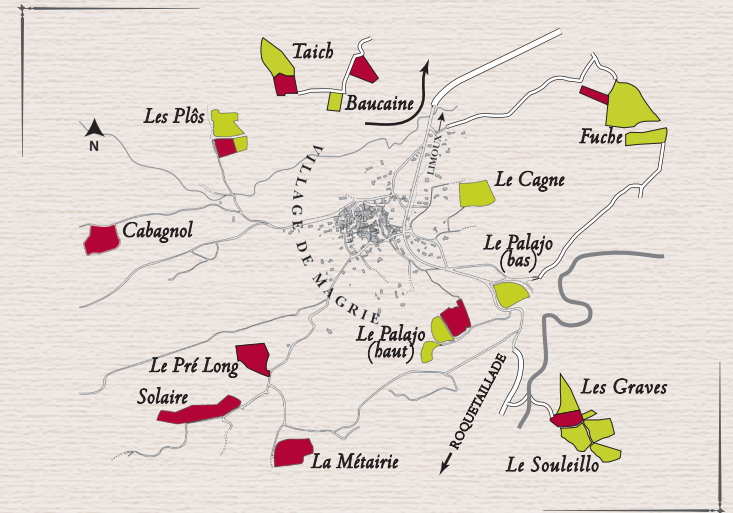 Taich
Baucaine
Les Plôs
Fuche
N
LIMOUX
Le Cagne
VILLAGE DE MAGRIE
Cabagnol
Le Palajo
(bas)
Le Palajo
(haut)
Le Pré Long
Solaire
ROQUETAILLADE
Les Graves
La Métairie
Le Souleillo